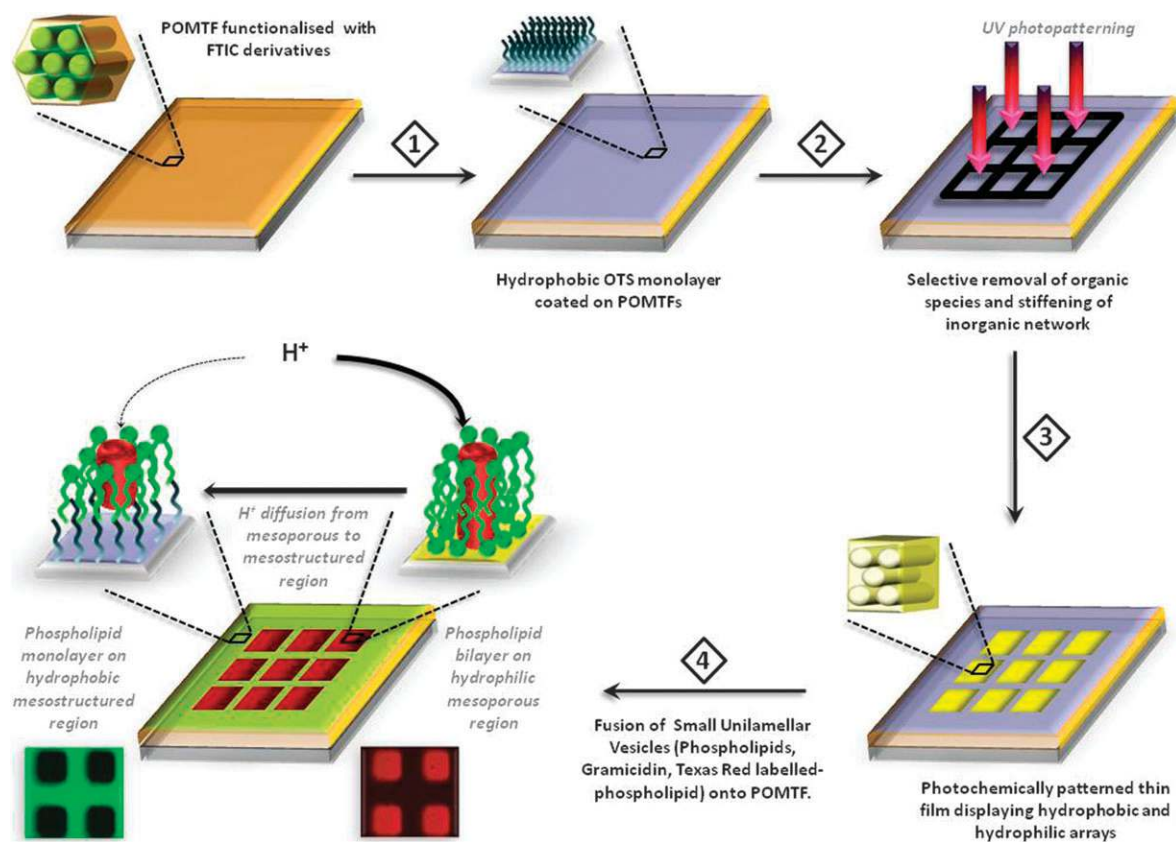 POMTF functionalised with
FTIC derivatives
1
Hydrophobic OTS monolayer
coated on POMTFs
2
UV photopatterning
Selective removal of organic
species and stiffening of
inorganic network
3
Photochemically patterned thin
film displaying hydrophobic and
hydrophilic arrays
4
Fusion of Small Unilamellar
Vesicles (Phospholipids,
Gramicidin, Texas Red labelled-
phospholipid) onto POMTF.
H⁺
H⁺ diffusion from
mesoporous to
mesostructured
region
Phospholipid
monolayer on
hydrophobic
mesostructured
region
Phospholipid
bilayer on
hydrophilic
mesoporous
region